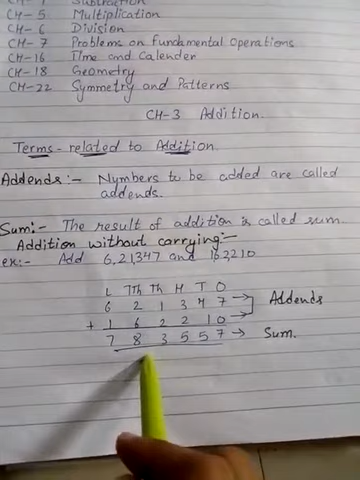 CH- 5 Multiplication
CH- 6 Division
CH- 7 Problems on fundamental Operations
CH-16 Time and Calender
CH-18 Geometry
CH-22 Symmetry and Patterns
CH-3 Addition.
Terms-related to Addition
Addends:- Numbers to be added are called
addends.
Sum:- The result of addition is called sum.
Addition without carrying:-
ex:- Add 6,21,347 and 162210
L TTh Th H T O
6 2 1 3 4 7 → Addends
+ 1 6 2 2 1 0 →
7 8 3 5 5 7 → Sum.